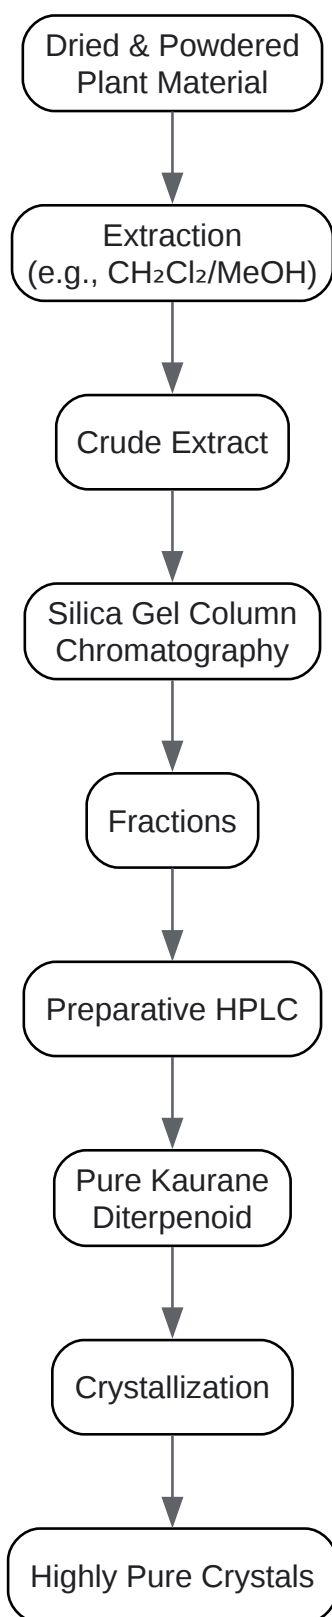 Dried & Powdered
Plant Material
Extraction
(e.g., CH₂Cl₂/MeOH)
Crude Extract
Silica Gel Column
Chromatography
Fractions
Preparative HPLC
Pure Kaurane
Diterpenoid
Crystallization
Highly Pure Crystals